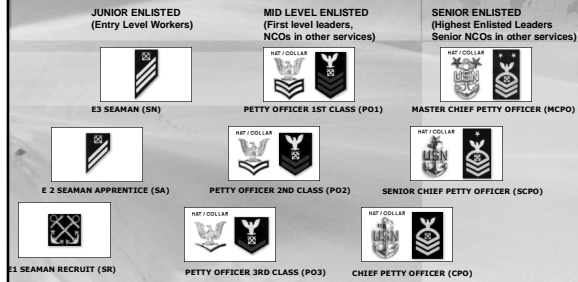 JUNIOR ENLISTED
(Entry Level Workers)
MID LEVEL ENLISTED
(First level leaders,
NCOs in other services)
SENIOR ENLISTED
(Highest Enlisted Leaders
Senior NCOs in other services)
E3 SEAMAN (SN)
HAT / COLLAR
PETTY OFFICER 1ST CLASS (PO1)
HAT / COLLAR
USN
MASTER CHIEF PETTY OFFICER (MCPO)
E 2 SEAMAN APPRENTICE (SA)
HAT / COLLAR
PETTY OFFICER 2ND CLASS (PO2)
HAT / COLLAR
USN
SENIOR CHIEF PETTY OFFICER (SCPO)
E1 SEAMAN RECRUIT (SR)
HAT / COLLAR
PETTY OFFICER 3RD CLASS (PO3)
HAT / COLLAR
USN
CHIEF PETTY OFFICER (CPO)